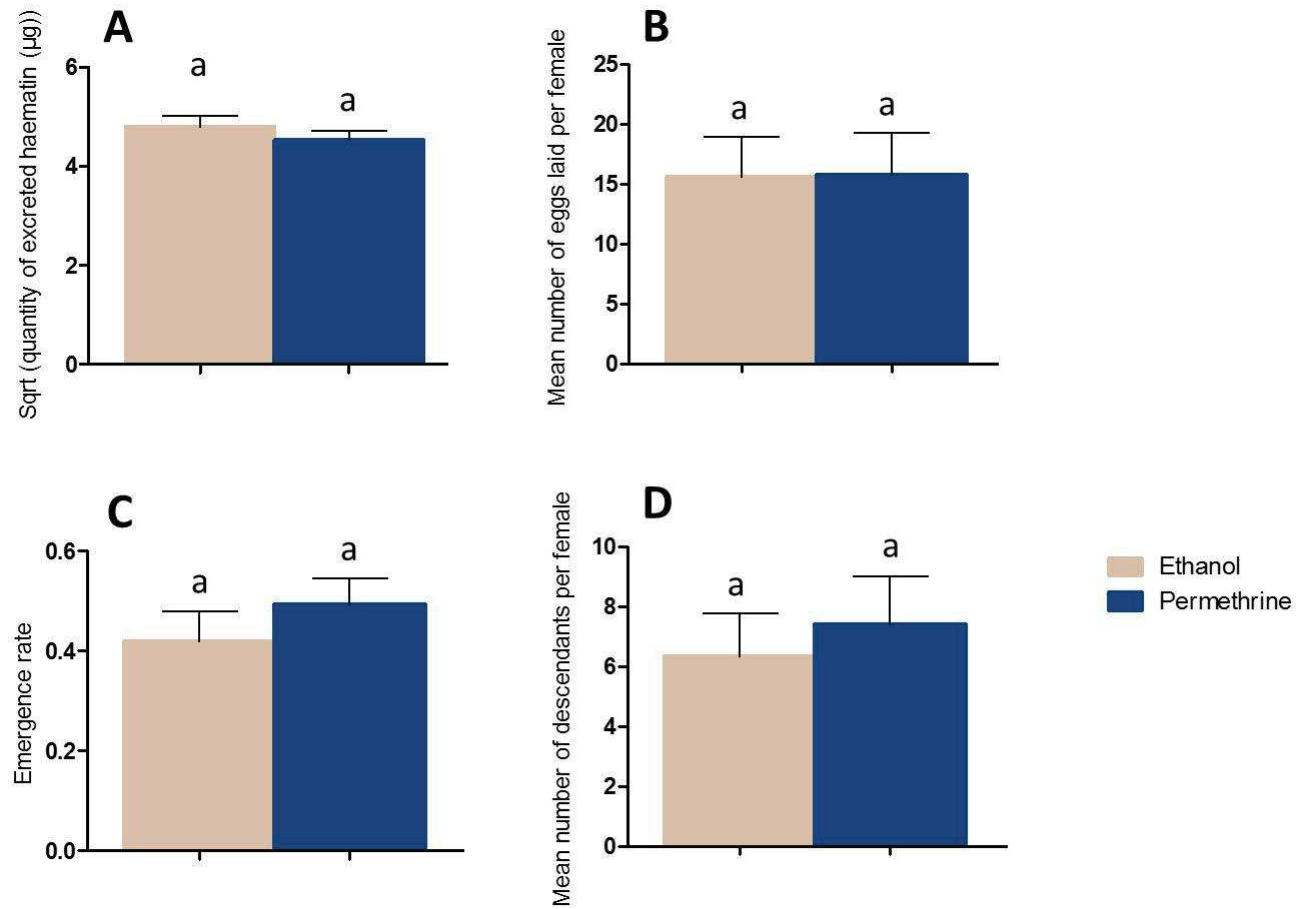 A
Sqrt (quantity of excreted haematin (µg))
6
4
2
0
a
a
B
Mean number of eggs laid per female
25
20
15
10
5
0
a
a
C
Emergence rate
0.6
0.4
0.2
0.0
a
a
D
Mean number of descendants per female
10
8
6
4
2
0
a
a
Ethanol
Permethrine